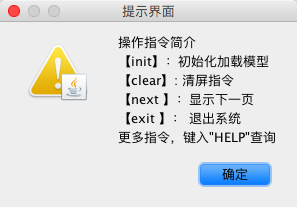 提示界面
操作指令简介
【init】：初始化加载模型
【clear】: 清屏指令
【next 】：显示下一页
【exit 】： 退出系统
更多指令，键入"HELP"查询
确定